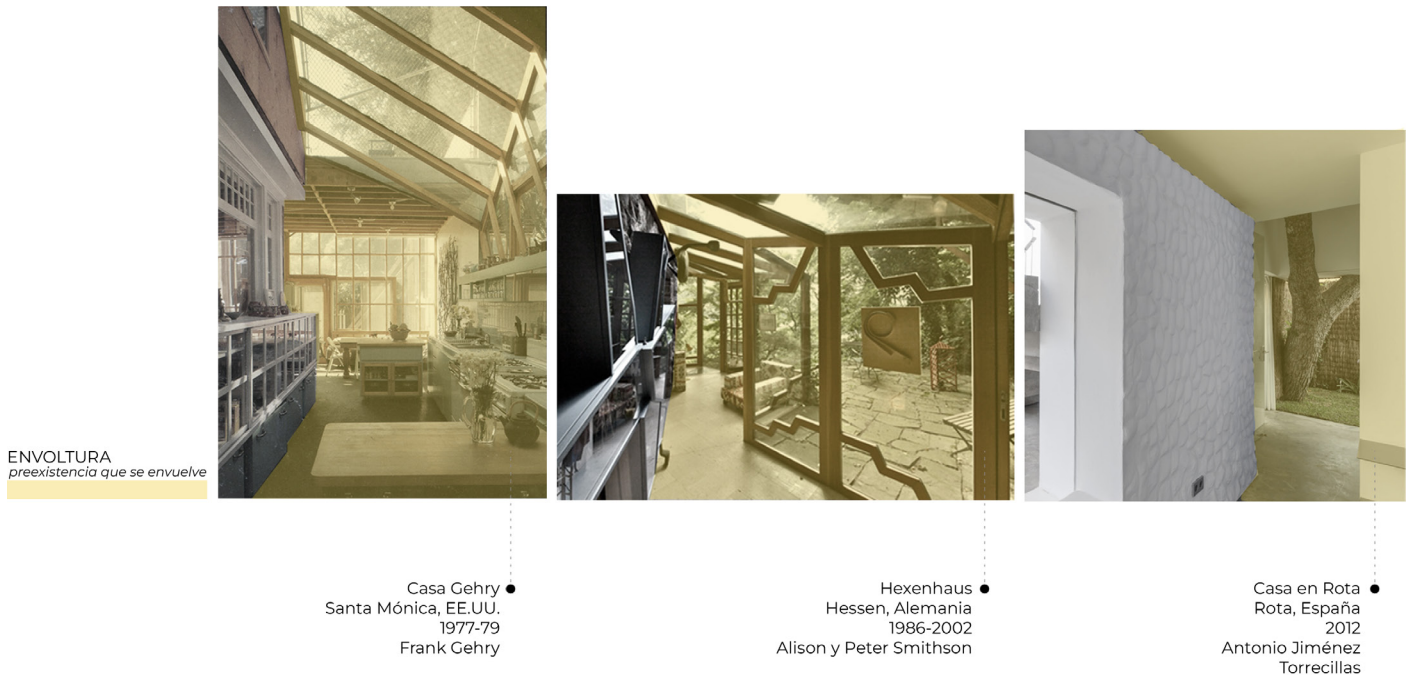 ENVOLTURA
preexistencia que se envuelve
Casa Gehry
Santa Mónica, EE.UU.
1977-79
Frank Gehry
Hexenhaus
Hessen, Alemania
1986-2002
Alison y Peter Smithson
Casa en Rota
Rota, España
2012
Antonio Jiménez
Torrecillas